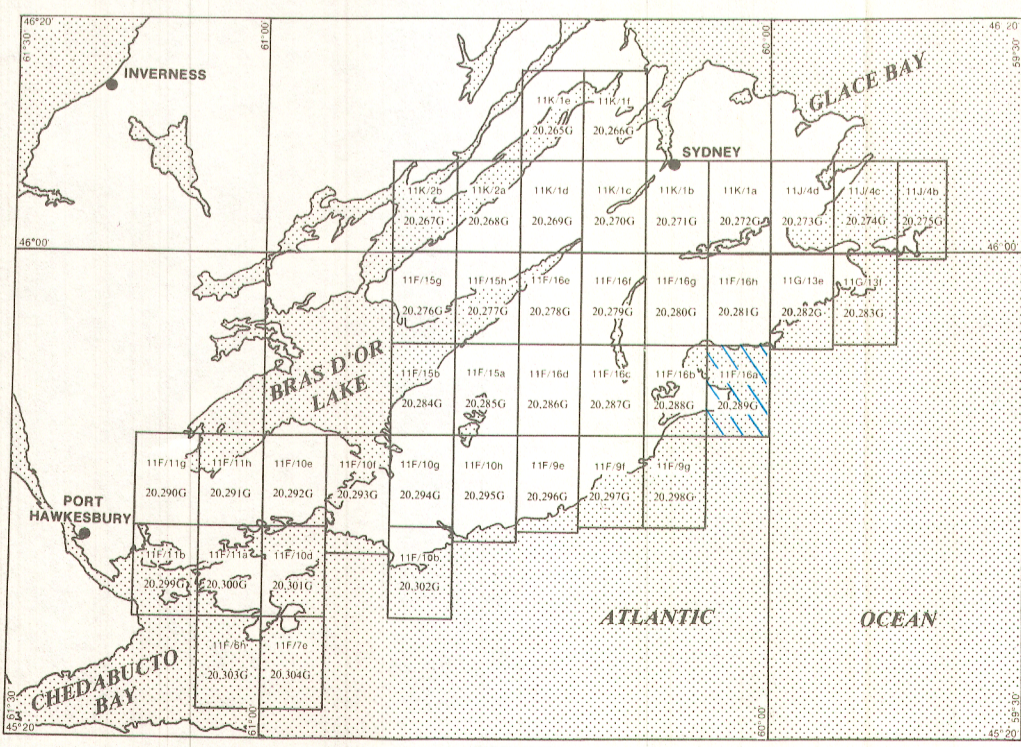 46°20'
61°30'
61°00'
60°00'
46°20'
59°30'
INVERNESS
GLACE BAY
SYDNEY
11K/1e
11K/1f
20,265G
20,266G
11K/2b
11K/2a
11K/1d
11K/1c
11K/1b
11K/1a
11J/4d
11J/4c
11J/4b
20,267G
20,268G
20,269G
20,270G
20,271G
20,272G
20,273G
20,274G
20,275G
46°00'
46°00'
11F/15g
11F/15h
11F/16e
11F/16f
11F/16g
11F/16h
11G/13e
11G/13f
20,276G
20,277G
20,278G
20,279G
20,280G
20,281G
20,282G
20,283G
BRAS D'OR
LAKE
11F/15b
11F/15a
11F/16d
11F/16c
11F/16b
11F/16a
20,284G
20,285G
20,286G
20,287G
20,288G
20,289G
11F/11g
11F/11h
11F/10e
11F/10f
11F/10g
11F/10h
11F/9e
11F/9f
11F/9g
20,290G
20,291G
20,292G
20,293G
20,294G
20,295G
20,296G
20,297G
20,298G
PORT
HAWKESBURY
11F/11b
11F/11a
11F/10d
11F/10b
20,299G
20,300G
20,301G
20,302G
ATLANTIC
OCEAN
11F/6h
11F/7e
20,303G
20,304G
CHEDABUCTO
BAY
61°30'
45°20'
61°00'
60°00'
59°30'
45°20'